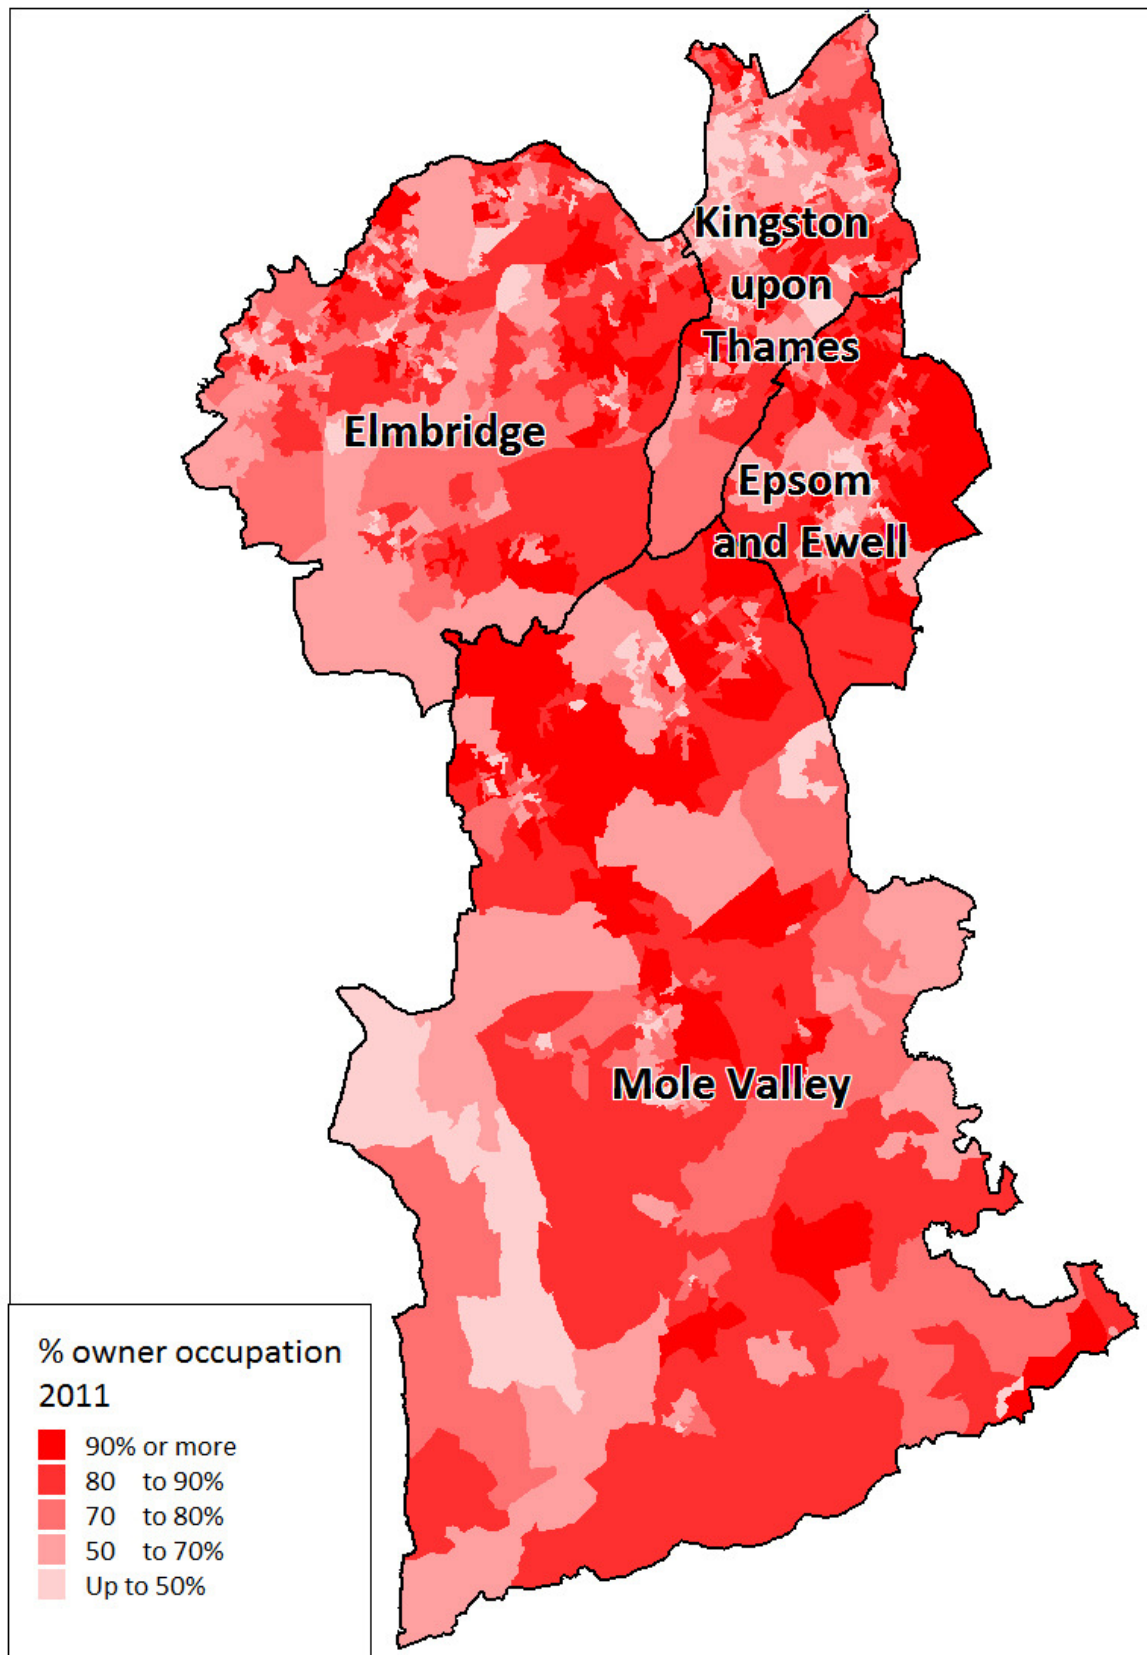 Kingston
upon
Thames
Elmbridge
Epsom
and Ewell
Mole Valley
% owner occupation
2011
90% or more
80 to 90%
70 to 80%
50 to 70%
Up to 50%